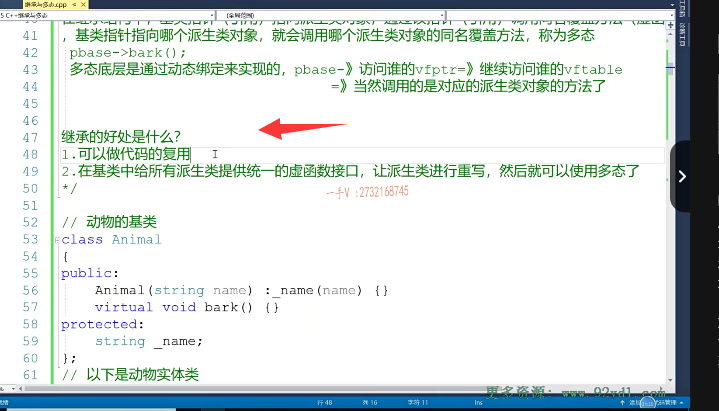 继承与多态.cpp
5 C++继承与多态
(全局范围)
41 ，基类指针指向哪个派生类对象，就会调用哪个派生类对象的同名覆盖方法，称为多态
42 pbase->bark();
43 多态底层是通过动态绑定来实现的，pbase-》访问谁的vfptr=》继续访问谁的vftable
44 =》当然调用的是对应的派生类对象的方法了
45
46
47 继承的好处是什么？
48 1.可以做代码的复用
49 2.在基类中给所有派生类提供统一的虚函数接口，让派生类进行重写，然后就可以使用多态了
50 */
一手V :2732168745
51
52 // 动物的基类
53 class Animal
54 {
55 public:
56 Animal(string name) :_name(name) {}
57 virtual void bark() {}
58 protected:
59 string _name;
60 };
61 // 以下是动物实体类
行 48 列 16 字符 11 Ins